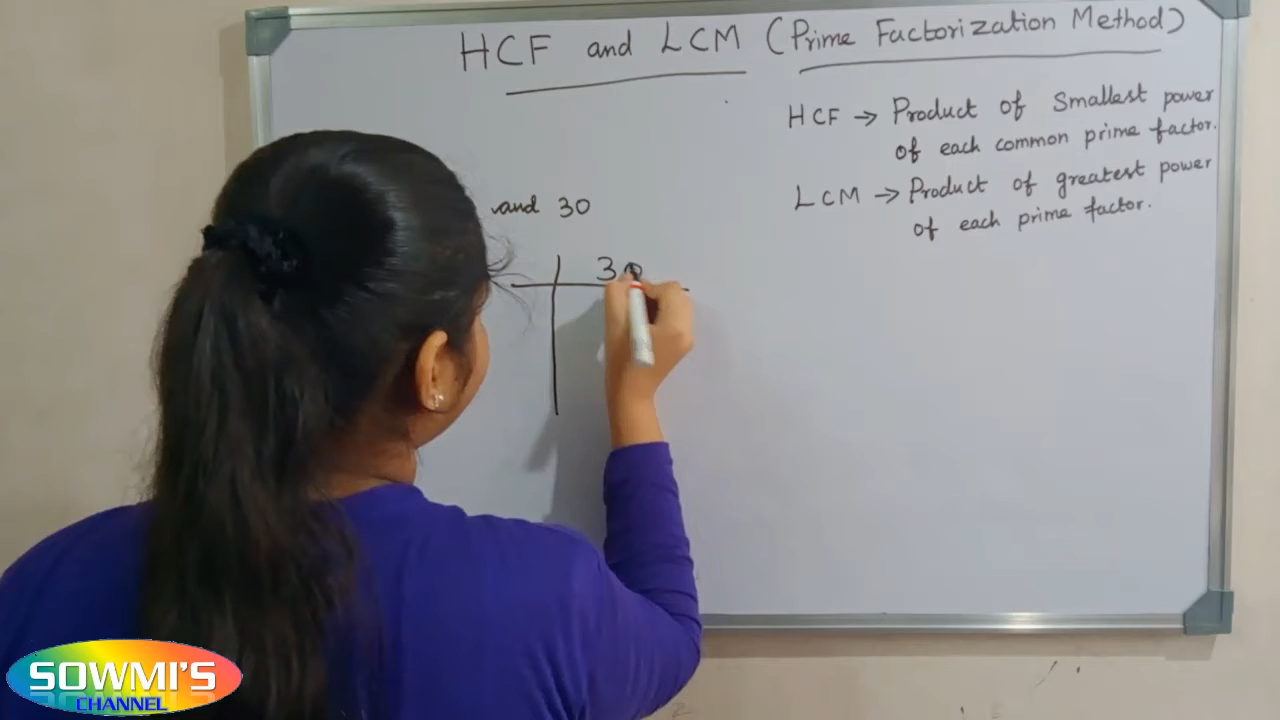 HCF and LCM (Prime Factorization Method)
HCF → Product of smallest power
of each common prime factor.
LCM → Product of greatest power
of each prime factor.
and 30
30
SOWMI'S
CHANNEL